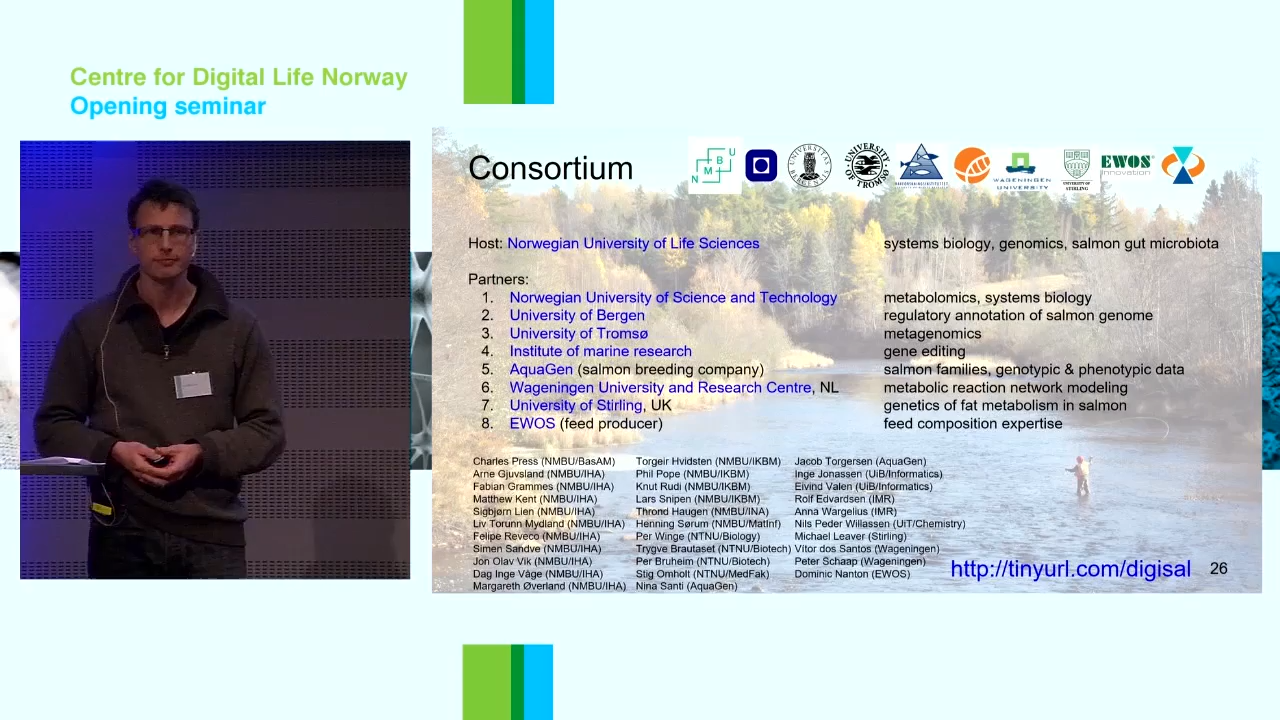 Centre for Digital Life Norway
Opening seminar
Consortium
N M B U
UNIVERSITY OF TROMSØ
WAGENINGEN UNIVERSITY
UNIVERSITY OF STIRLING
EWOS innovation
Host: Norwegian University of Life Sciences systems biology, genomics, salmon gut microbiota
Partners:
1. Norwegian University of Science and Technology metabolomics, systems biology
2. University of Bergen regulatory annotation of salmon genome
3. University of Tromsø metagenomics
4. Institute of marine research gene editing
5. AquaGen (salmon breeding company) salmon families, genotypic & phenotypic data
6. Wageningen University and Research Centre, NL metabolic reaction network modeling
7. University of Stirling, UK genetics of fat metabolism in salmon
8. EWOS (feed producer) feed composition expertise
Charles Press (NMBU/BasAM) Torgeir Hvidsten (NMBU/IKBM) Jacob Torgersen (AquaGen)
Arne Gjuvsland (NMBU/IHA) Phil Pope (NMBU/IKBM) Inge Jonassen (UiB/Informatics)
Fabian Grammes (NMBU/IHA) Knut Rudi (NMBU/IKBM) Eivind Valen (UiB/Informatics)
Matthew Kent (NMBU/IHA) Lars Snipen (NMBU/IKBM) Rolf Edvardsen (IMR)
Sigbjørn Lien (NMBU/IHA) Thrond Haugen (NMBU/INA) Anna Wargelius (IMR)
Liv Torunn Mydland (NMBU/IHA) Henning Sørum (NMBU/MatInf) Nils Peder Willassen (UiT/Chemistry)
Felipe Reveco (NMBU/IHA) Per Winge (NTNU/Biology) Michael Leaver (Stirling)
Simen Sandve (NMBU/IHA) Trygve Brautaset (NTNU/Biotech) Vítor dos Santos (Wageningen)
Jon Olav Vik (NMBU/IHA) Per Bruheim (NTNU/Biotech) Peter Schaap (Wageningen)
Dag Inge Våge (NMBU/IHA) Stig Omholt (NTNU/MedFak) Dominic Nanton (EWOS)
Margareth Øverland (NMBU/IHA) Nina Santi (AquaGen)
http://tinyurl.com/digisal 26